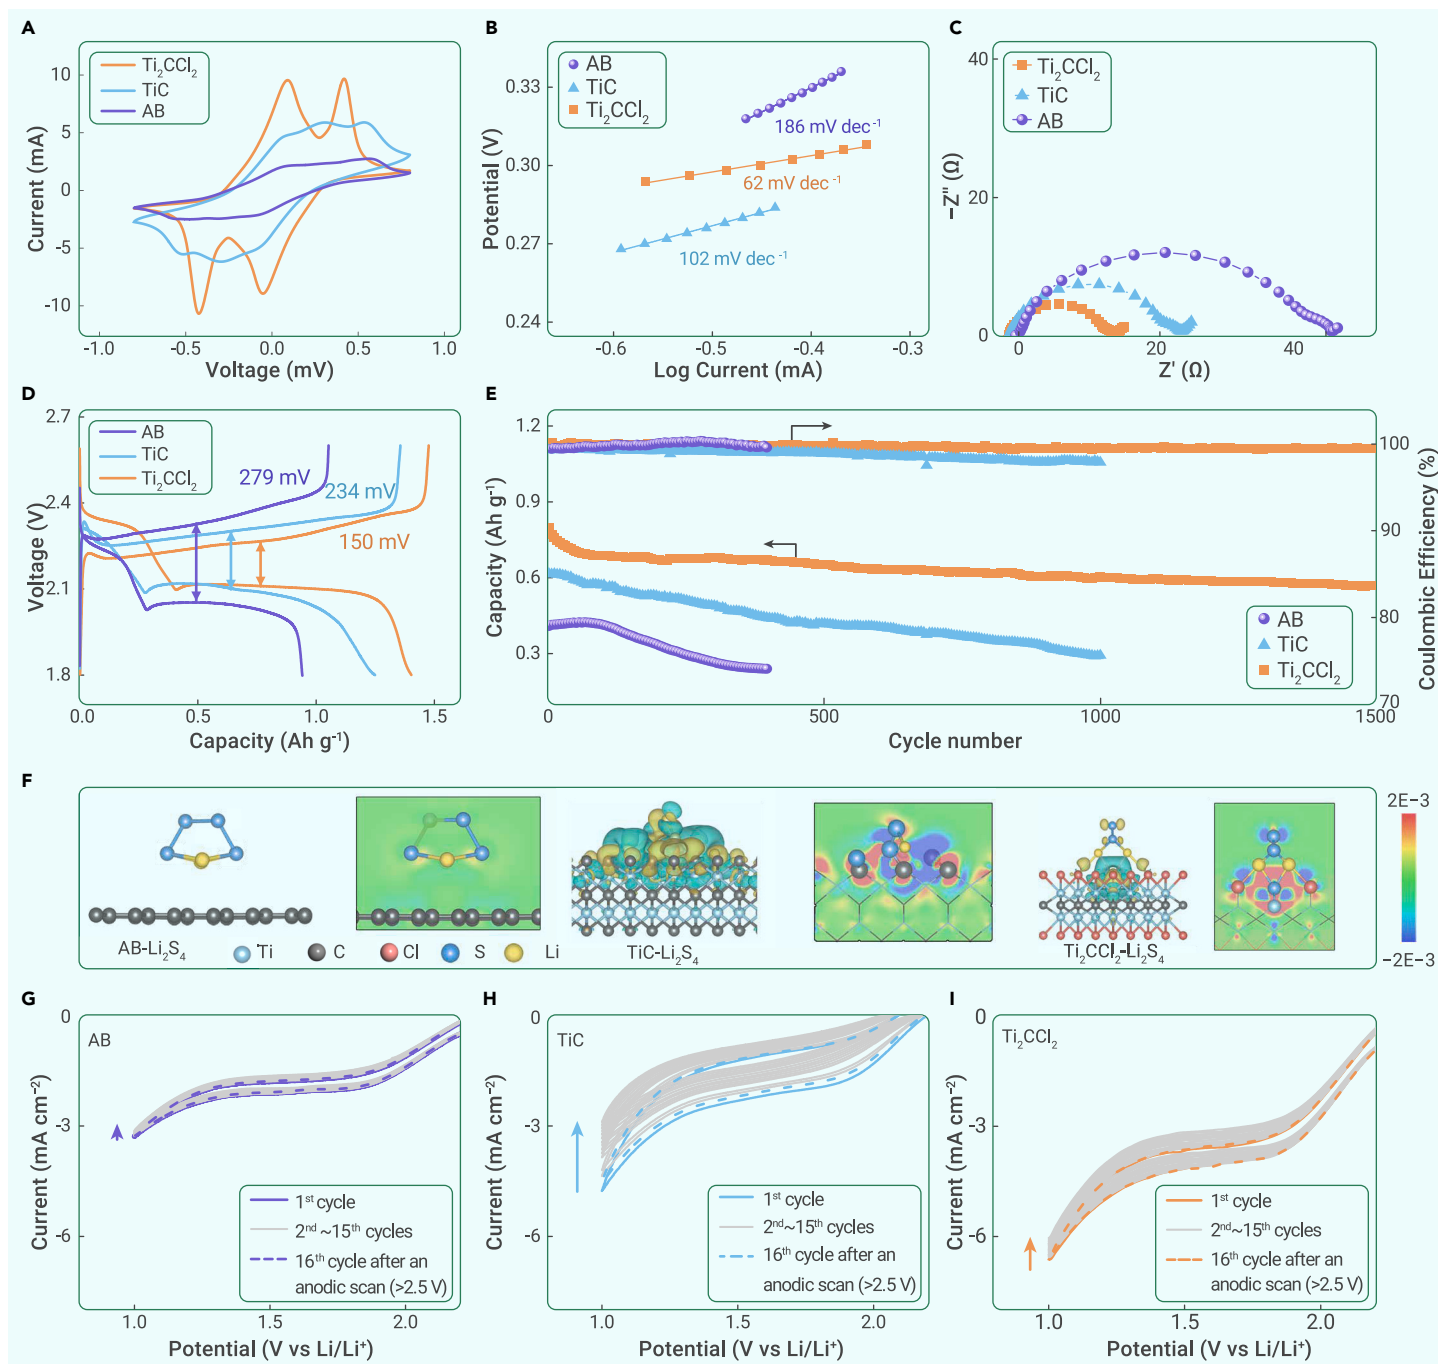 A
Ti₂CCl₂
TiC
AB
10
5
0
−5
−10
−1.0
−0.5
0.0
0.5
1.0
Current (mA)
Voltage (mV)
B
AB
TiC
Ti₂CCl₂
186 mV dec⁻¹
62 mV dec⁻¹
102 mV dec⁻¹
0.33
0.30
0.27
0.24
-0.6
-0.5
-0.4
-0.3
Potential (V)
Log Current (mA)
C
Ti₂CCl₂
TiC
AB
40
20
0
0
20
40
−Z" (Ω)
Z' (Ω)
D
AB
TiC
Ti₂CCl₂
279 mV
234 mV
150 mV
2.7
2.4
2.1
1.8
0.0
0.5
1.0
1.5
Voltage (V)
Capacity (Ah g⁻¹)
E
1.2
0.9
0.6
0.3
100
90
80
70
0
500
1000
1500
AB
TiC
Ti₂CCl₂
Capacity (Ah g⁻¹)
Coulombic Efficiency (%)
Cycle number
F
AB-Li₂S₄
Ti
C
Cl
S
Li
TiC-Li₂S₄
Ti₂CCl₂-Li₂S₄
2E−3
−2E−3
G
AB
0
−3
−6
1.0
1.5
2.0
1ˢᵗ cycle
2ⁿᵈ~15ᵗʰ cycles
16ᵗʰ cycle after an
anodic scan (>2.5 V)
Current (mA cm⁻²)
Potential (V vs Li/Li⁺)
H
TiC
0
−3
−6
1.0
1.5
2.0
1ˢᵗ cycle
2ⁿᵈ~15ᵗʰ cycles
16ᵗʰ cycle after an
anodic scan (>2.5 V)
Current (mA cm⁻²)
Potential (V vs Li/Li⁺)
I
Ti₂CCl₂
0
−3
−6
1.0
1.5
2.0
1ˢᵗ cycle
2ⁿᵈ~15ᵗʰ cycles
16ᵗʰ cycle after an
anodic scan (>2.5 V)
Current (mA cm⁻²)
Potential (V vs Li/Li⁺)